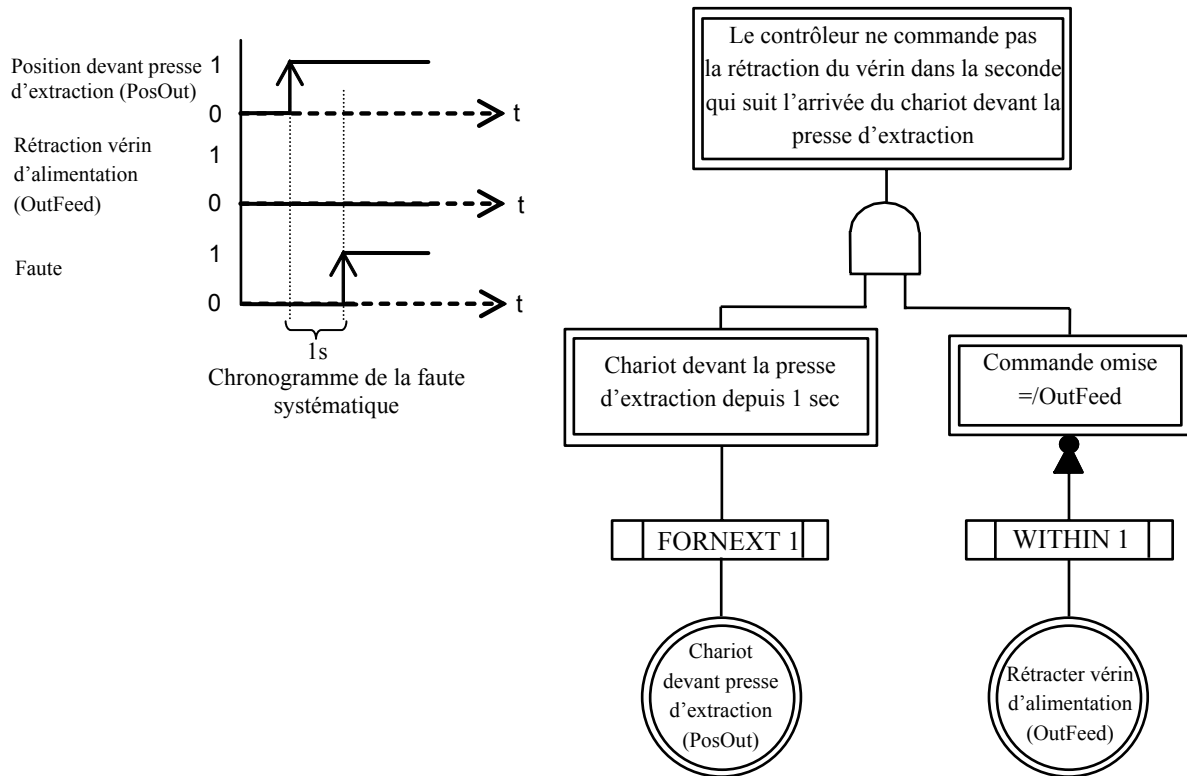 Position devant presse
d'extraction (PosOut)
1
0
t
Rétraction vérin
d'alimentation
(OutFeed)
1
0
t
Faute
1
0
t
1s
Chronogramme de la faute
systématique
Le contrôleur ne commande pas
la rétraction du vérin dans la seconde
qui suit l'arrivée du chariot devant la
presse d'extraction
Chariot devant la presse
d'extraction depuis 1 sec
Commande omise
=/OutFeed
FORNEXT 1
WITHIN 1
Chariot
devant presse
d'extraction
(PosOut)
Rétracter vérin
d'alimentation
(OutFeed)